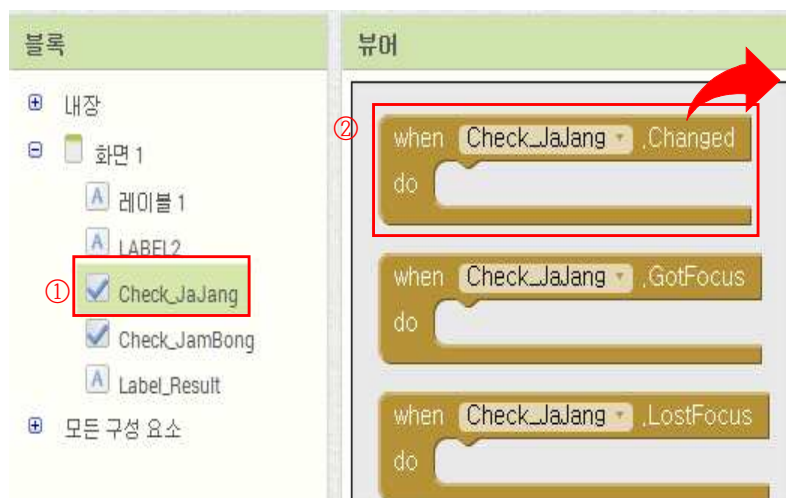 블록
내장
화면 1
레이블 1
LABEL2
① Check_JaJang
Check_JamBong
Label_Result
모든 구성 요소
뷰어
②
when Check_JaJang .Changed
do
when Check_JaJang .GotFocus
do
when Check_JaJang .LostFocus
do